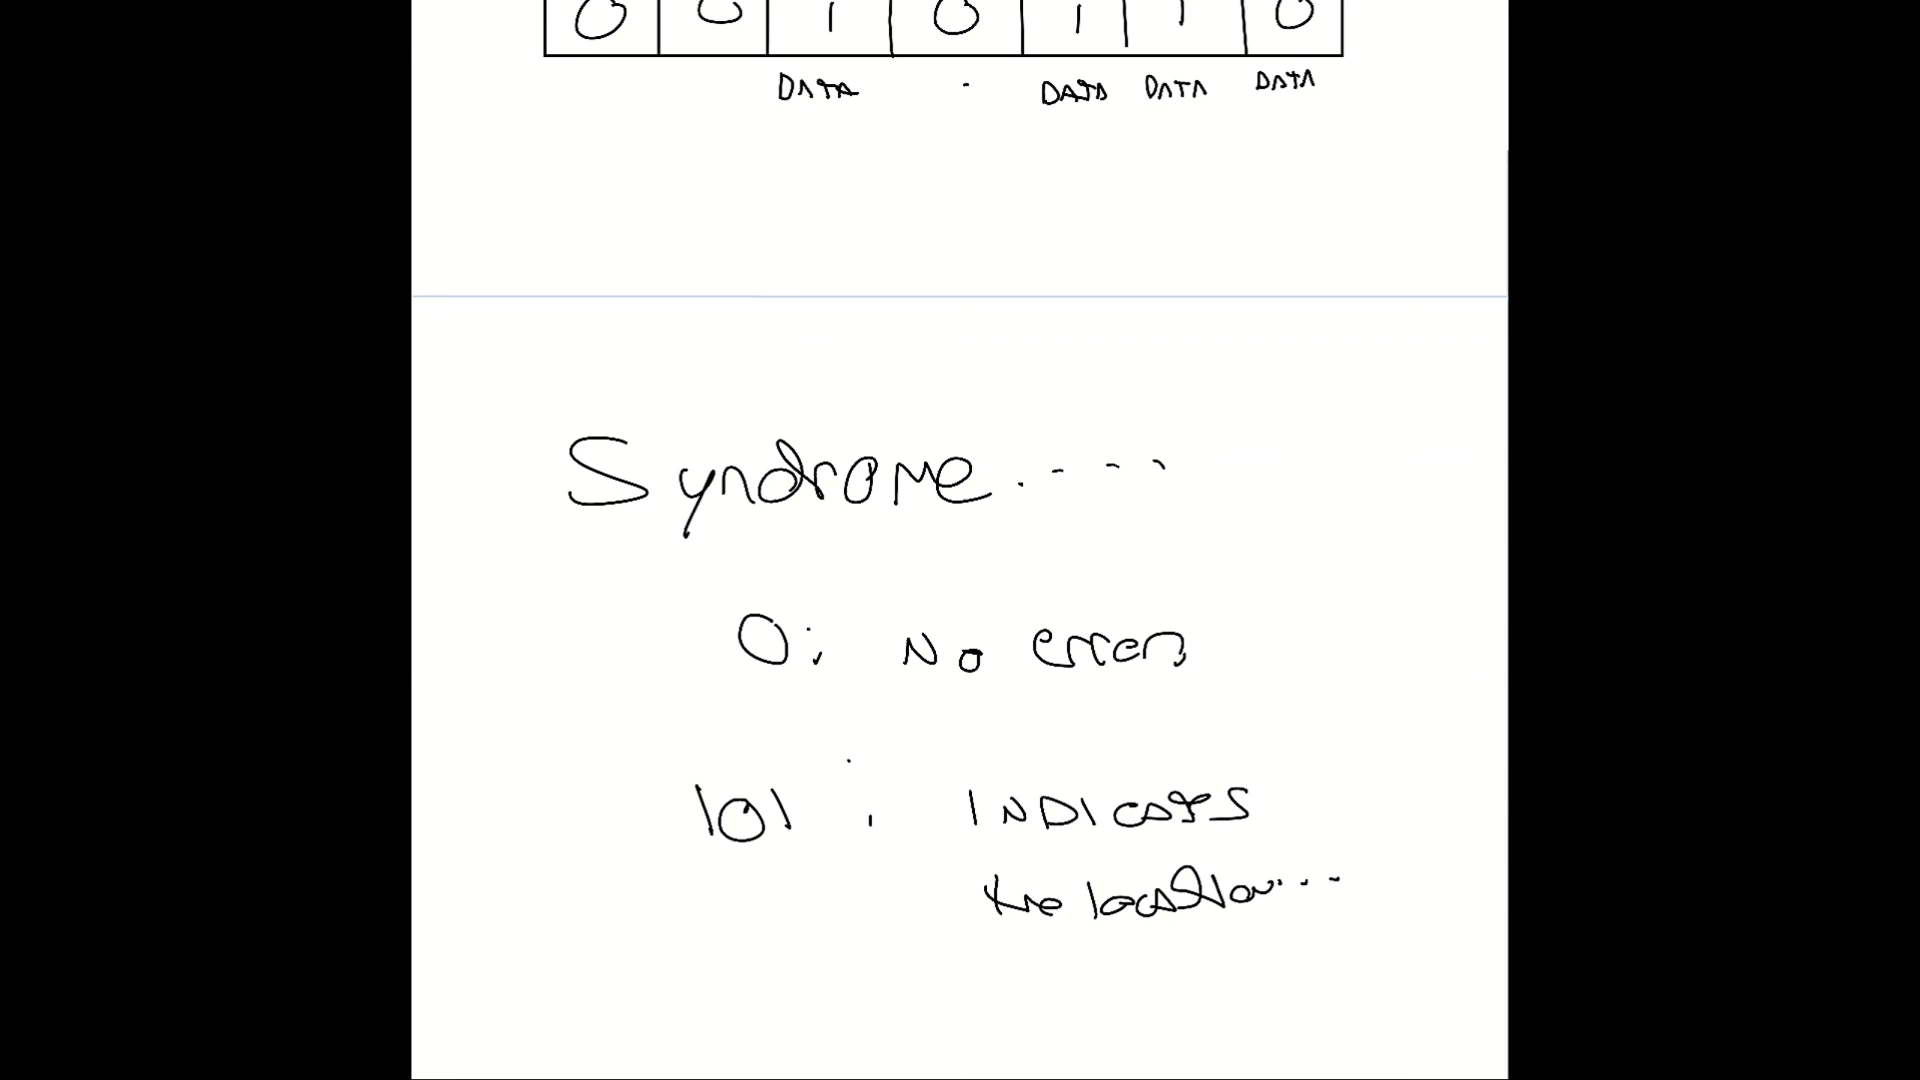 0 0 1 0 1 1 0
DATA . DATA DATA DATA
Syndrome....
0: No error
101: INDICATES
the location...